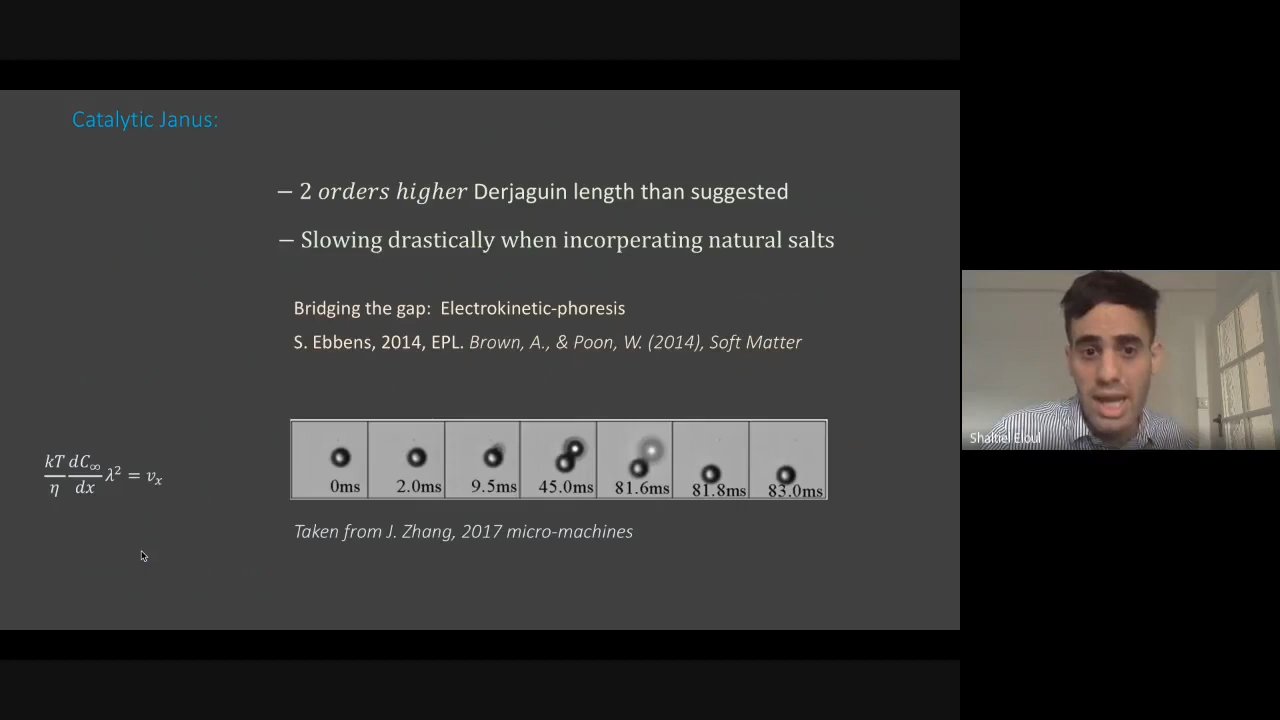 Catalytic Janus:
− 2 orders higher Derjaguin length than suggested
− Slowing drastically when incorperating natural salts
Bridging the gap: Electrokinetic-phoresis
S. Ebbens, 2014, EPL. Brown, A., & Poon, W. (2014), Soft Matter
0ms 2.0ms 9.5ms 45.0ms 81.6ms 81.8ms 83.0ms
kT/η dC∞/dx λ² = vₓ
Taken from J. Zhang, 2017 micro-machines
Shaltiel Eloul